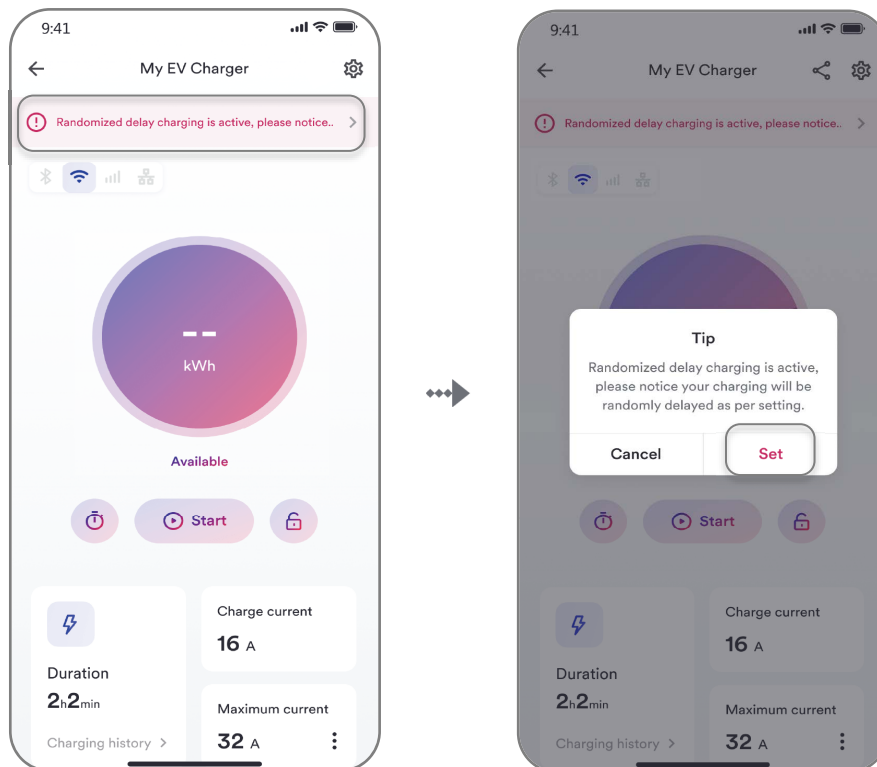 9:41
My EV Charger
Randomized delay charging is active, please notice..
-- 
kWh
Available
Start
Duration
2h2min
Charging history
Charge current
16 A
Maximum current
32 A
9:41
My EV Charger
Randomized delay charging is active, please notice..
Tip
Randomized delay charging is active,
please notice your charging will be
randomly delayed as per setting.
Cancel
Set
Start
Duration
2h2min
Charging history
Charge current
16 A
Maximum current
32 A